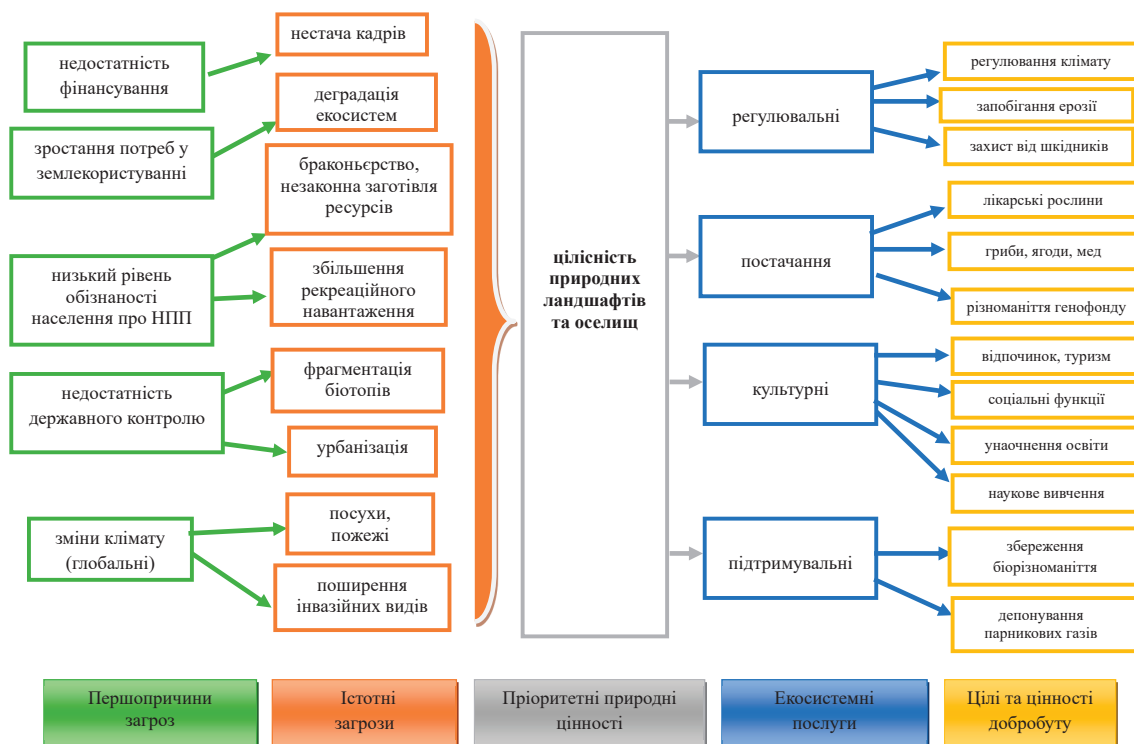 недостатність
фінансування
зростання потреб у
землекористуванні
низький рівень
обізнаності
населення про НПП
недостатність
державного контролю
зміни клімату
(глобальні)
нестача кадрів
деградація
екосистем
браконьєрство,
незаконна заготівля
ресурсів
збільшення
рекреаційного
навантаження
фрагментація
біотопів
урбанізація
посухи,
пожежі
поширення
інвазійних видів
цілісність
природних
ландшафтів
та оселищ
регулювальні
постачання
культурні
підтримувальні
регулювання клімату
запобігання ерозії
захист від шкідників
лікарські рослини
гриби, ягоди, мед
різноманіття генофонду
відпочинок, туризм
соціальні функції
унаочнення освіти
наукове вивчення
збереження
біорізноманіття
депонування
парникових газів
Першопричини
загроз
Істотні
загрози
Пріоритетні природні
цінності
Екосистемні
послуги
Цілі та цінності
добробуту